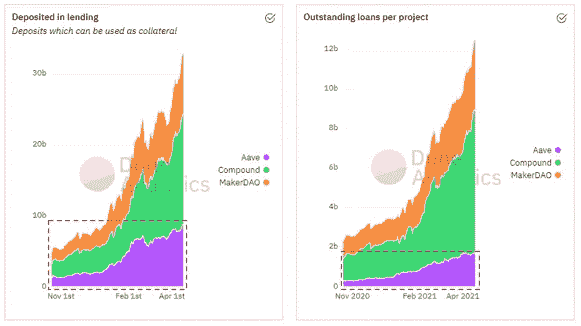 Deposited in lending
Deposits which can be used as collateral
30b
20b
10b
0
Nov 1st
Feb 1st
Apr 1st
Aave
Compound
MakerDAO
Outstanding loans per project
12b
10b
8b
6b
4b
2b
0
Nov 2020
Feb 2021
Apr 2021
Aave
Compound
MakerDAO